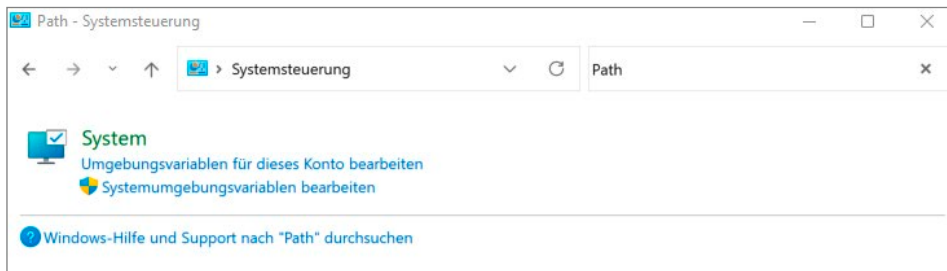 Path - Systemsteuerung
Systemsteuerung
Path
System
Umgebungsvariablen für dieses Konto bearbeiten
Systemumgebungsvariablen bearbeiten
Windows-Hilfe und Support nach "Path" durchsuchen